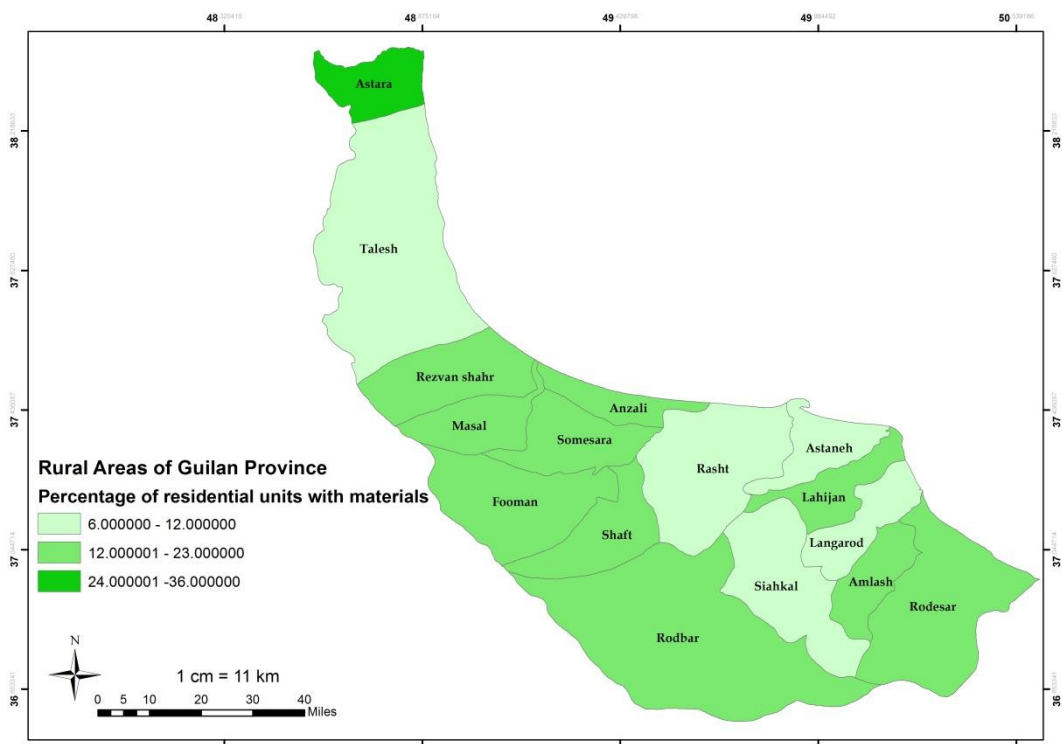 48
48
49
49
50
Astara
38
38
Talesh
37
37
Rezvan shahr
Anzali
37
37
Masal
Somesara
Astaneh
Rasht
Rural Areas of Guilan Province
Percentage of residential units with materials
Lahijan
Fooman
6.000000 - 12.000000
Shaft
Langarod
37
37
12.000001 - 23.000000
24.000001 -36.000000
Siahkal
Amlash
Rodesar
Rodbar
N
1 cm = 11 km
36
36
0 5 10 20 30 40
Miles